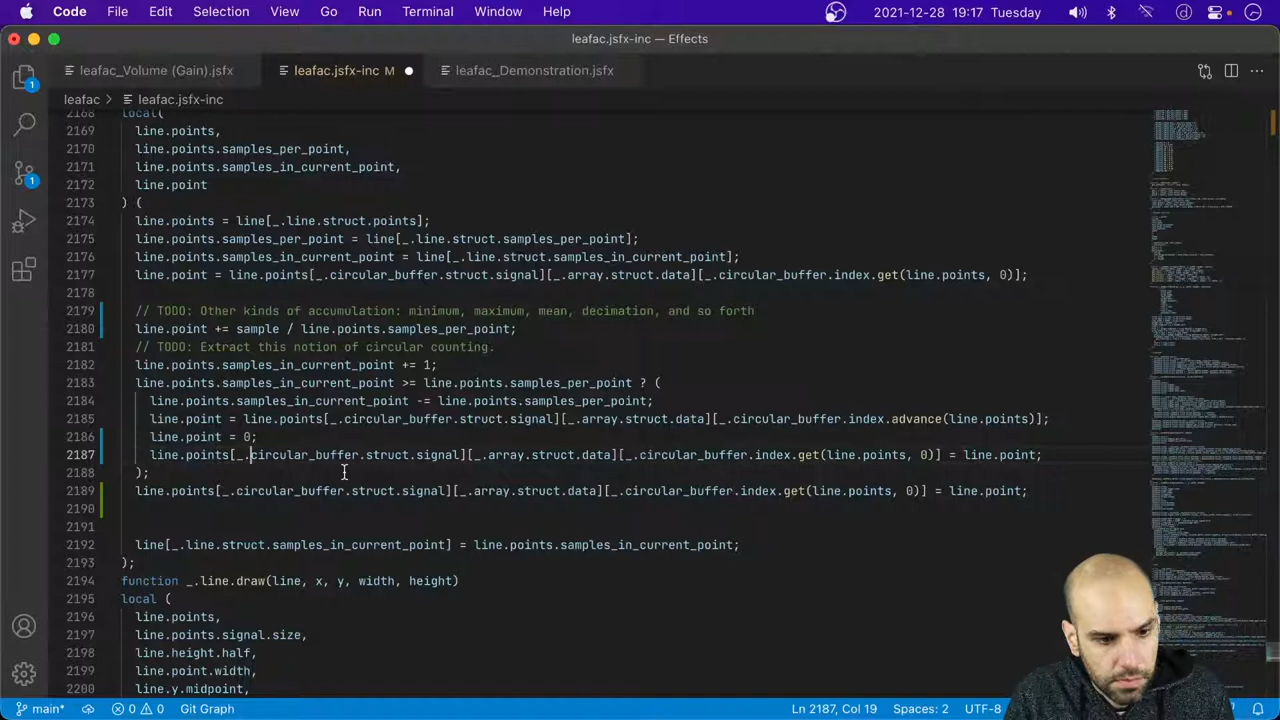 Code File Edit Selection View Go Run Terminal Window Help 2021-12-28 19:17 Tuesday
leafac.jsfx-inc — Effects
leafac_Volume (Gain).jsfx leafac.jsfx-inc M leafac_Demonstration.jsfx
leafac > leafac.jsfx-inc
2168 local(
2169 line.points,
2170 line.points.samples_per_point,
2171 line.points.samples_in_current_point,
2172 line.point
2173 ) {
2174 line.points = line[_.line.struct.points];
2175 line.points.samples_per_point = line[_.line.struct.samples_per_point];
2176 line.points.samples_in_current_point = line[_.line.struct.samples_in_current_point];
2177 line.point = line.points[_.circular_buffer.struct.signal][_.array.struct.data][_.circular_buffer.index.get(line.points, 0)];
2178
2179 // TODO: Other kinds of accumulation: minimum, maximum, mean, decimation, and so forth
2180 line.point += sample / line.points.samples_per_point;
2181 // TODO: Extract this notion of circular counting.
2182 line.points.samples_in_current_point += 1;
2183 line.points.samples_in_current_point >= line.points.samples_per_point ? (
2184 line.points.samples_in_current_point -= line.points.samples_per_point;
2185 line.point = line.points[_.circular_buffer.struct.signal][_.array.struct.data][_.circular_buffer.index.advance(line.points)];
2186 line.point = 0;
2187 line.points[_.circular_buffer.struct.signal][_.array.struct.data][_.circular_buffer.index.get(line.points, 0)] = line.point;
2188 );
2189 line.points[_.circular_buffer.struct.signal][_.array.struct.data][_.circular_buffer.index.get(line.points, 0)] = line.point;
2190
2191
2192 line[_.line.struct.samples_in_current_point] = line.points.samples_in_current_point;
2193 );
2194 function _.line.draw(line, x, y, width, height)
2195 local (
2196 line.points,
2197 line.points.signal.size,
2198 line.height.half,
2199 line.point.width,
2200 line.y.midpoint,
main* 0 0 Git Graph Ln 2187, Col 19 Spaces: 2 UTF-8